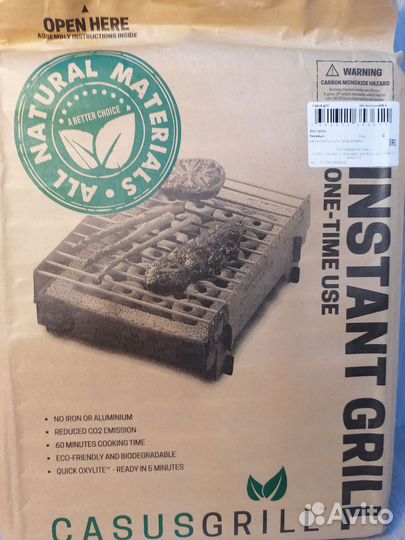 OPEN HERE
ASSEMBLY INSTRUCTIONS INSIDE
ALL NATURAL MATERIALS
A BETTER CHOICE
WARNING
CARBON MONOXIDE HAZARD
INSTANT GRILL
ONE-TIME USE
• NO IRON OR ALUMINIUM
• REDUCED CO2 EMISSION
• 60 MINUTES COOKING TIME
• ECO-FRIENDLY AND BIODEGRADABLE
• QUICK OXYLITE™ - READY IN 5 MINUTES
CASUSGRILL
Avito